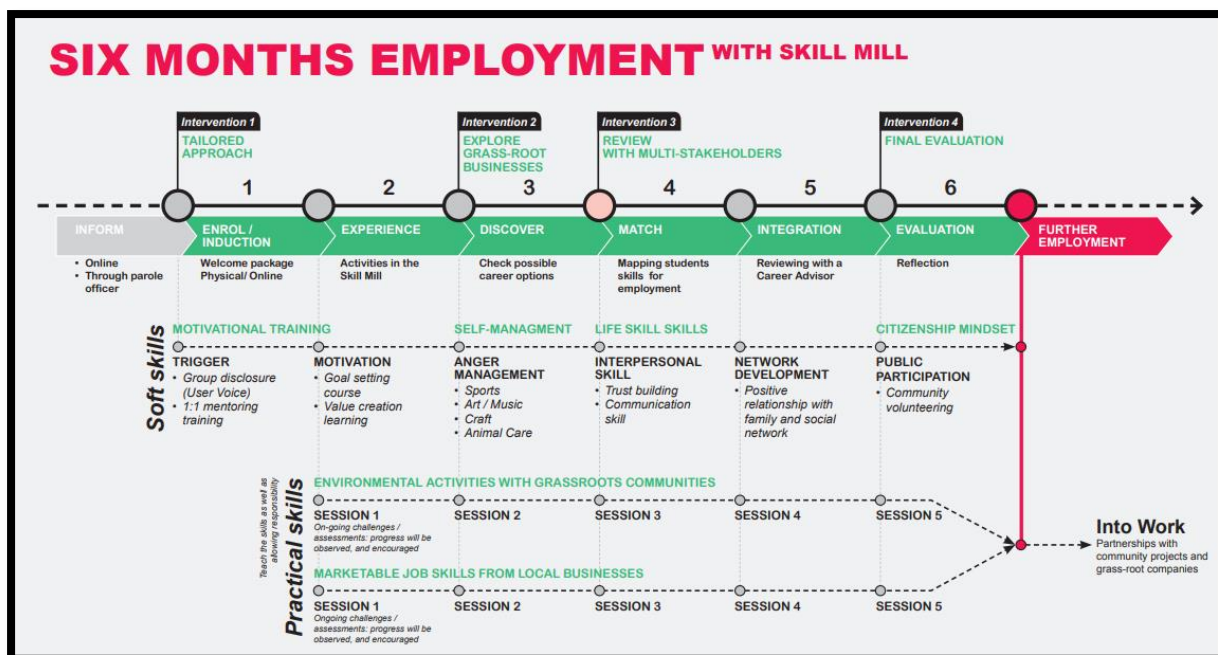 SIX MONTHS EMPLOYMENT WITH SKILL MILL
Intervention 1
TAILORED
APPROACH
Intervention 2
EXPLORE
GRASS-ROOT
BUSINESSES
Intervention 3
REVIEW
WITH MULTI-STAKEHOLDERS
Intervention 4
FINAL EVALUATION
1
2
3
4
5
6
INFORM
ENROL /
INDUCTION
EXPERIENCE
DISCOVER
MATCH
INTEGRATION
EVALUATION
FURTHER
EMPLOYMENT
• Online
• Through parole
officer
Welcome package
Physical/ Online
Activities in the
Skill Mill
Check possible
career options
Mapping students
skills for
employment
Reviewing with a
Career Advisor
Reflection
Soft skills
MOTIVATIONAL TRAINING
SELF-MANAGMENT
LIFE SKILL SKILLS
CITIZENSHIP MINDSET
TRIGGER
• Group disclosure
(User Voice)
• 1:1 mentoring
training
MOTIVATION
• Goal setting
course
• Value creation
learning
ANGER
MANAGEMENT
• Sports
• Art / Music
• Craft
• Animal Care
INTERPERSONAL
SKILL
• Trust building
• Communication
skill
NETWORK
DEVELOPMENT
• Positive
relationship with
family and social
network
PUBLIC
PARTICIPATION
• Community
volunteering
Practical skills
Teach the skills as well as
allowing responsibility
ENVIRONMENTAL ACTIVITIES WITH GRASSROOTS COMMUNITIES
SESSION 1
On-going challenges /
assessments: progress will be
observed, and encouraged
SESSION 2
SESSION 3
SESSION 4
SESSION 5
MARKETABLE JOB SKILLS FROM LOCAL BUSINESSES
SESSION 1
Ongoing challenges /
assessments: progress will be
observed, and encouraged
SESSION 2
SESSION 3
SESSION 4
SESSION 5
Into Work
Partnerships with
community projects and
grass-root companies